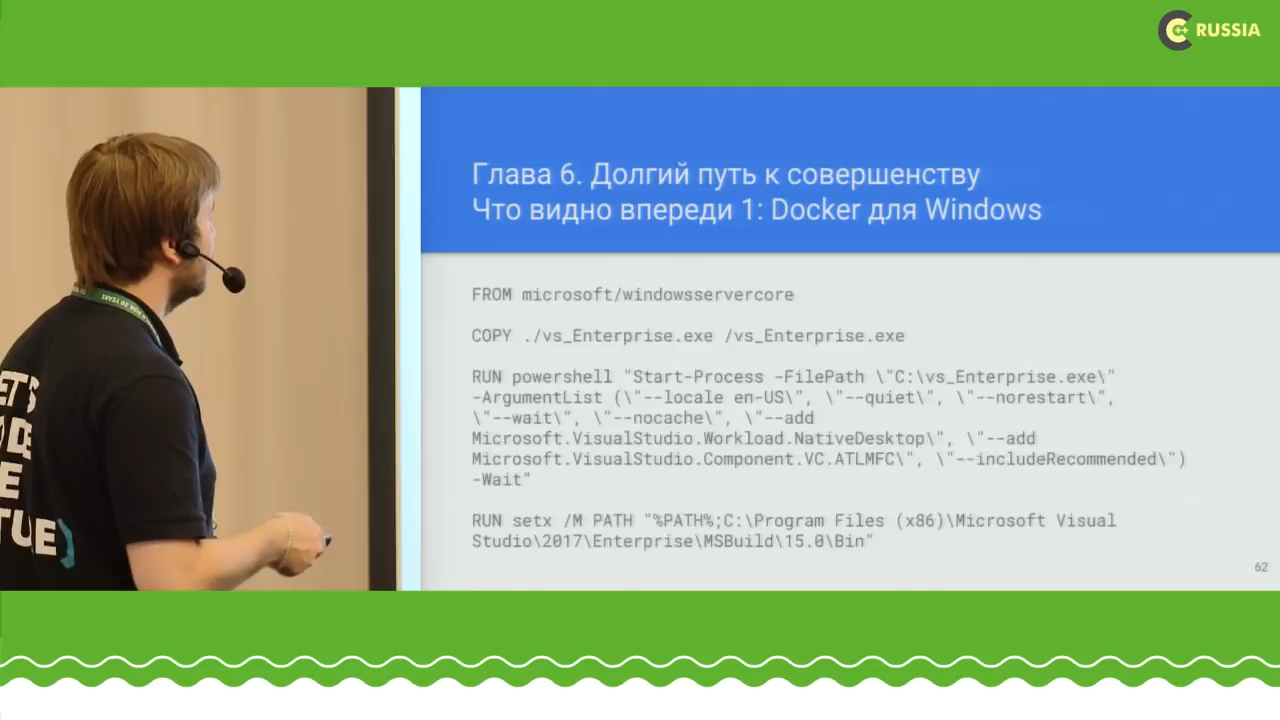 C++ RUSSIA
Глава 6. Долгий путь к совершенству
Что видно впереди 1: Docker для Windows
FROM microsoft/windowsservercore
COPY ./vs_Enterprise.exe /vs_Enterprise.exe
RUN powershell "Start-Process -FilePath \"C:\vs_Enterprise.exe\"
-ArgumentList (\"--locale en-US\", \"--quiet\", \"--norestart\",
\"--wait\", \"--nocache\", \"--add
Microsoft.VisualStudio.Workload.NativeDesktop\", \"--add
Microsoft.VisualStudio.Component.VC.ATLMFC\", \"--includeRecommended\")
-Wait"
RUN setx /M PATH "%PATH%;C:\Program Files (x86)\Microsoft Visual
Studio\2017\Enterprise\MSBuild\15.0\Bin"
62